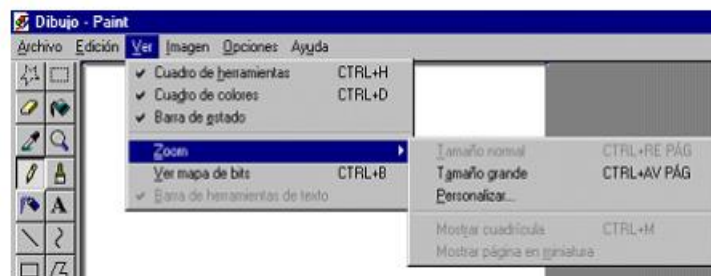 Dibujo - Paint
Archivo Edición Ver Imagen Opciones Ayuda
Cuadro de herramientas CTRL+H
Cuadro de colores CTRL+D
Barra de estado
Zoom
Ver mapa de bits CTRL+B
Barra de herramientas de texto
Tamaño normal CTRL+RE PÁG
Tamaño grande CTRL+AV PÁG
Personalizar...
Mostrar cuadrícula CTRL+M
Mostrar página en miniatura
A